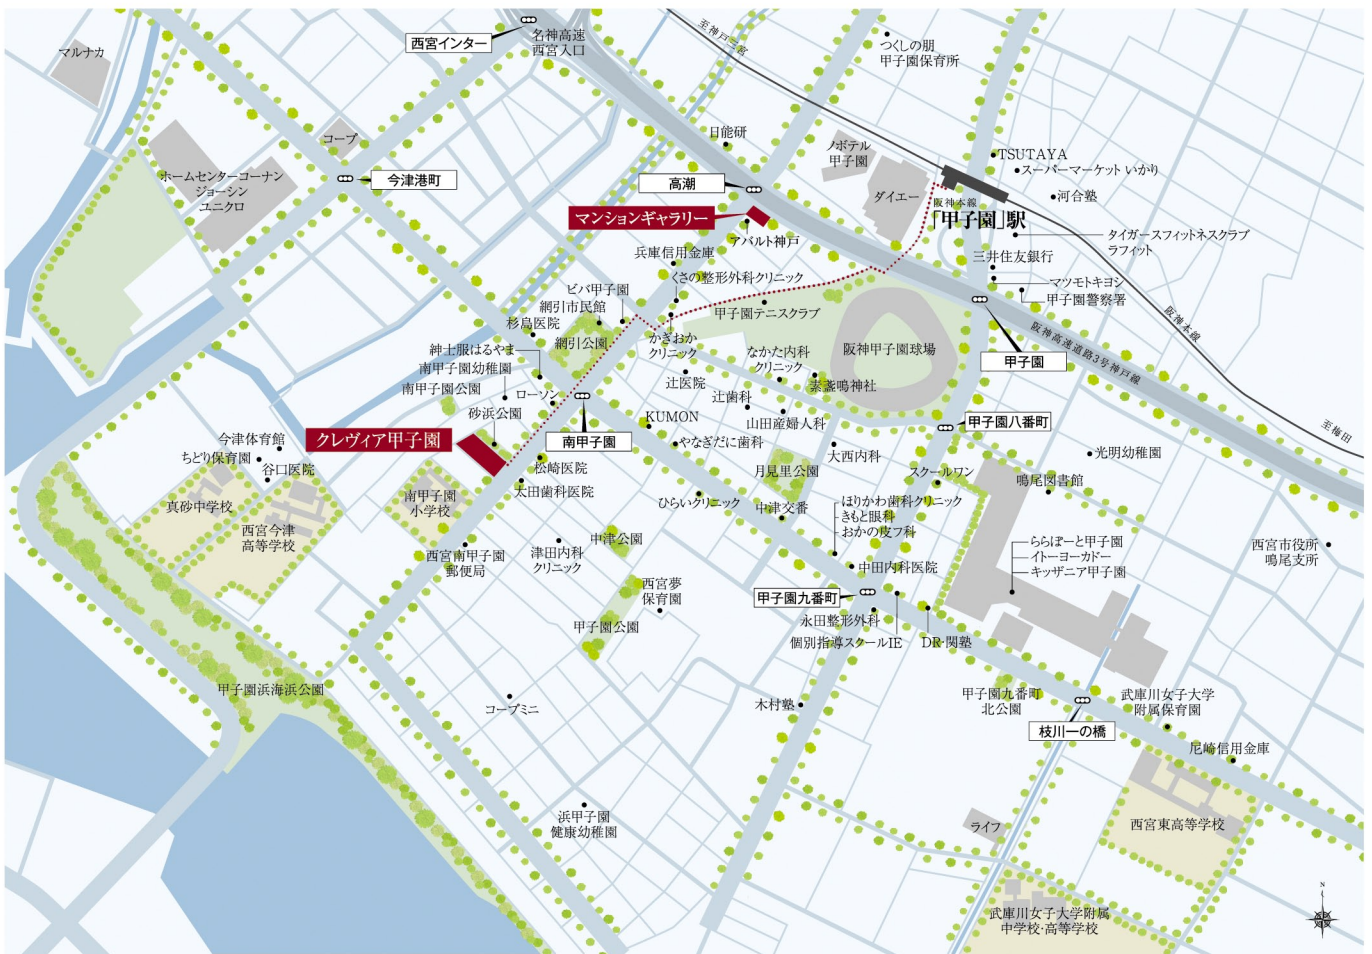 マルナカ
西宮インター
名神高速
西宮入口
至神戸三宮
つくしの朋
甲子園保育所
コープ
日能研
ノボテル
甲子園
TSUTAYA
スーパーマーケット いかり
ホームセンターコーナン
ジョーシン
ユニクロ
今津港町
高潮
ダイエー
河合塾
阪神本線
「甲子園」駅
マンションギャラリー
アバルト神戸
タイガースフィットネスクラブ
ラフィット
兵庫信用金庫
三井住友銀行
くさの整形外科クリニック
マツモトキヨシ
甲子園警察署
ビバ甲子園
網引市民館
甲子園テニスクラブ
阪神本線
杉島医院
網引公園
かぎおか
クリニック
なかた内科
クリニック
阪神甲子園球場
甲子園
阪神高速道路3号神戸線
紳士服はるやま
南甲子園幼稚園
南甲子園公園
辻医院
素盞鳴神社
ローソン
辻歯科
砂浜公園
KUMON
山田産婦人科
甲子園八番町
至梅田
クレヴィア甲子園
南甲子園
今津体育館
ちどり保育園
谷口医院
やなぎだに歯科
大西内科
光明幼稚園
松崎医院
月見里公園
スクールワン
太田歯科医院
鳴尾図書館
真砂中学校
南甲子園
小学校
ひらいクリニック
中津交番
ほりかわ歯科クリニック
きもと眼科
おかの皮フ科
西宮今津
高等学校
中津公園
ららぽーと甲子園
イトーヨーカドー
キッザニア甲子園
西宮市役所
鳴尾支所
西宮南甲子園
郵便局
津田内科
クリニック
中田内科医院
西宮夢
保育園
甲子園九番町
甲子園公園
永田整形外科
個別指導スクールIE
DR・関塾
甲子園浜海浜公園
コープミニ
木村塾
甲子園九番町
北公園
武庫川女子大学
附属保育園
枝川一の橋
尼崎信用金庫
浜甲子園
健康幼稚園
ライフ
西宮東高等学校
武庫川女子大学附属
中学校・高等学校
N